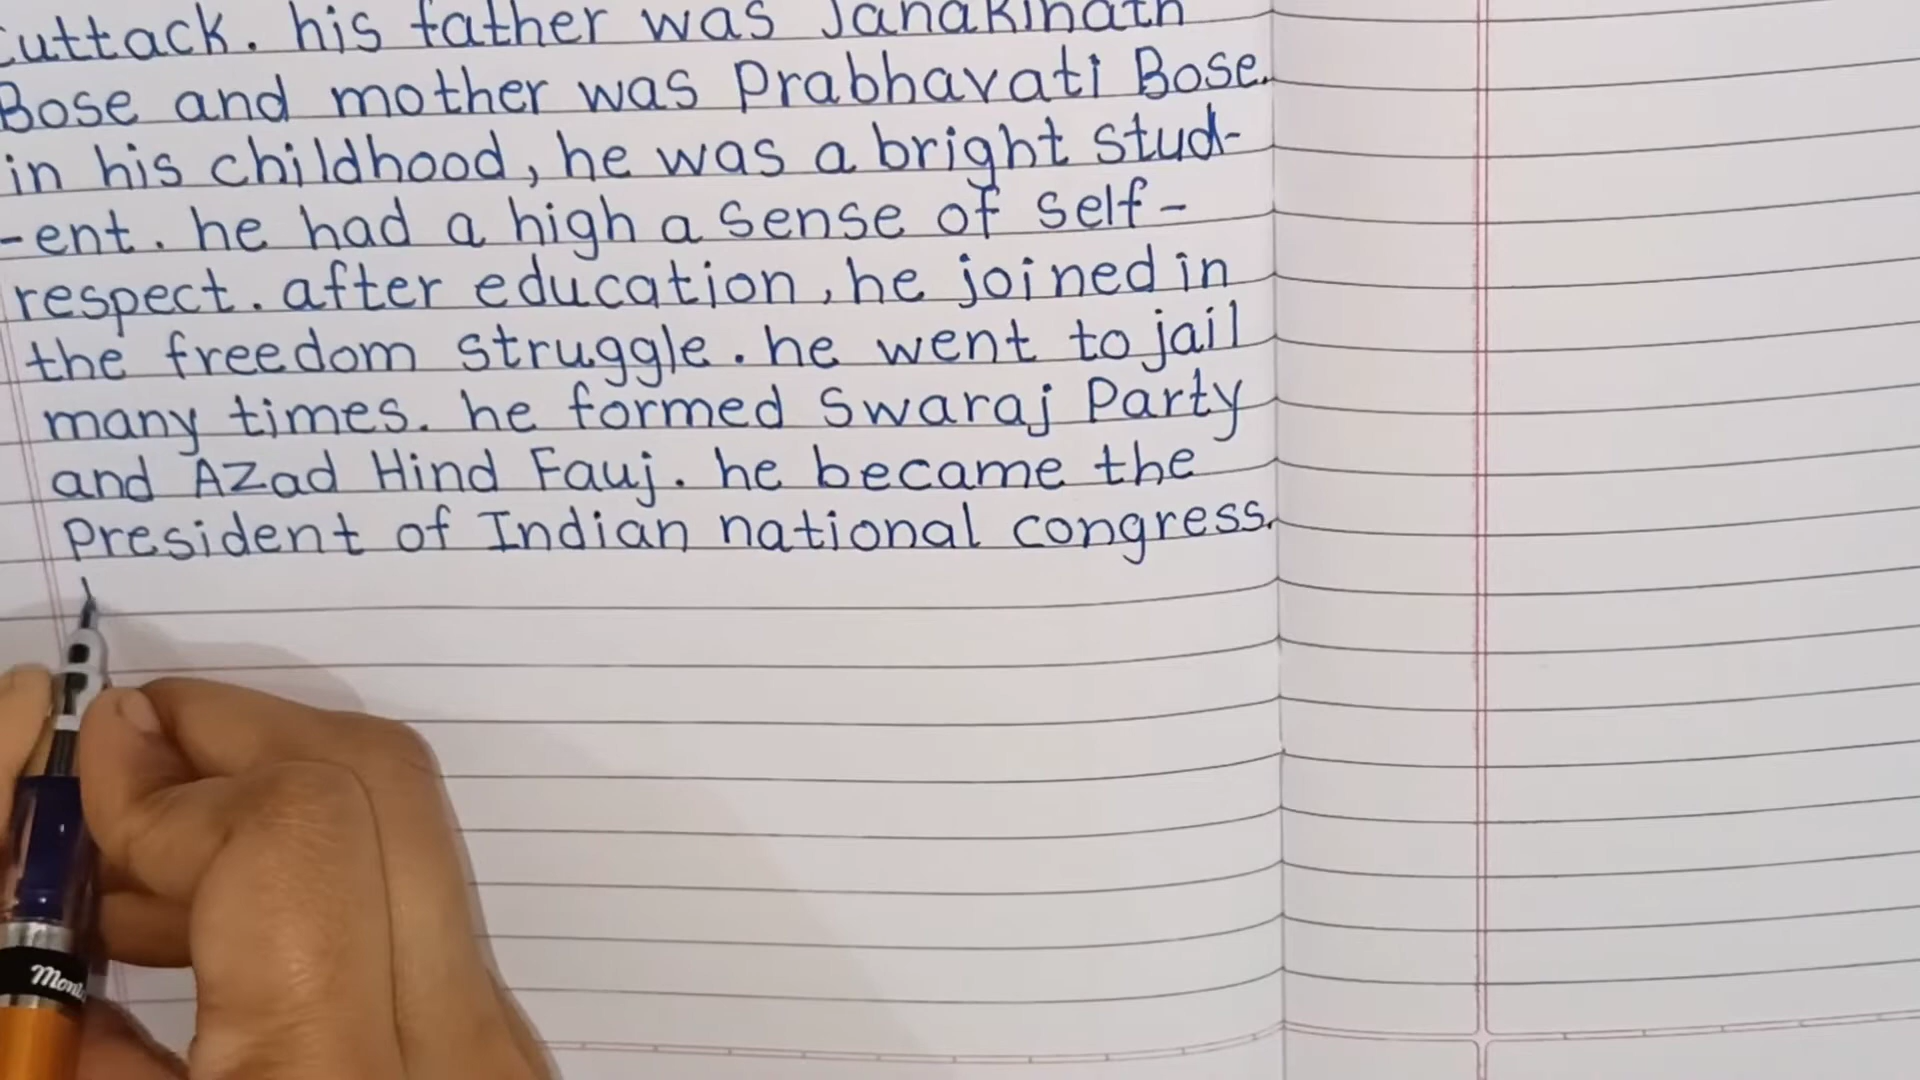 Cuttack. his father was Janakinath
Bose and mother was Prabhavati Bose.
in his childhood, he was a bright stud-
-ent. he had a high a sense of self-
respect. after education, he joined in
the freedom struggle. he went to jail
many times. he formed Swaraj Party
and Azad Hind Fauj. he became the
President of Indian national congress.